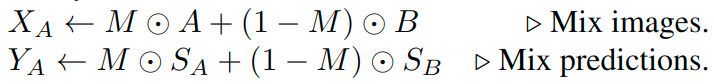 X_A ← M ⊙ A + (1 − M) ⊙ B ▷ Mix images.
Y_A ← M ⊙ S_A + (1 − M) ⊙ S_B ▷ Mix predictions.